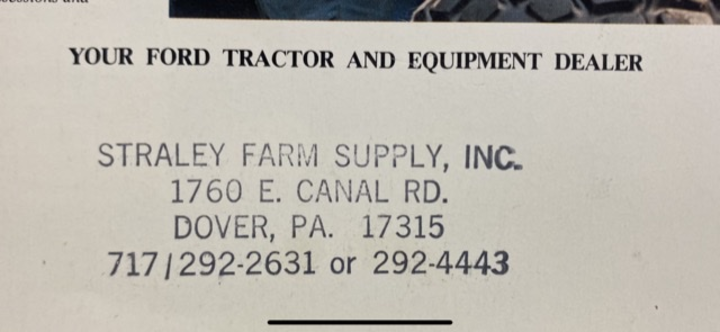 YOUR FORD TRACTOR AND EQUIPMENT DEALER
STRALEY FARM SUPPLY, INC.
1760 E. CANAL RD.
DOVER, PA. 17315
717/292-2631 or 292-4443